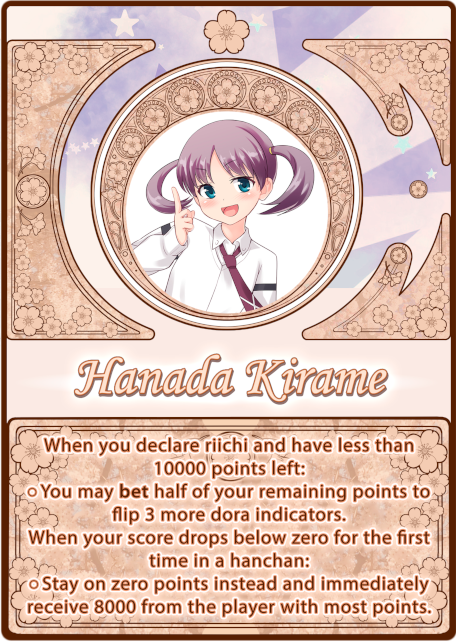 Hanada Kirame
When you declare riichi and have less than
10000 points left:
○You may bet half of your remaining points to
flip 3 more dora indicators.
When your score drops below zero for the first
time in a hanchan:
○Stay on zero points instead and immediately
receive 8000 from the player with most points.